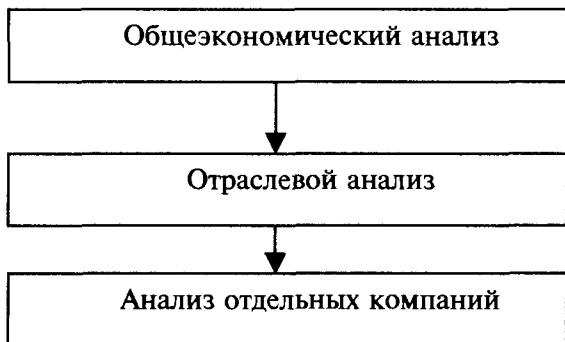 Общеэкономический анализ
Отраслевой анализ
Анализ отдельных компаний